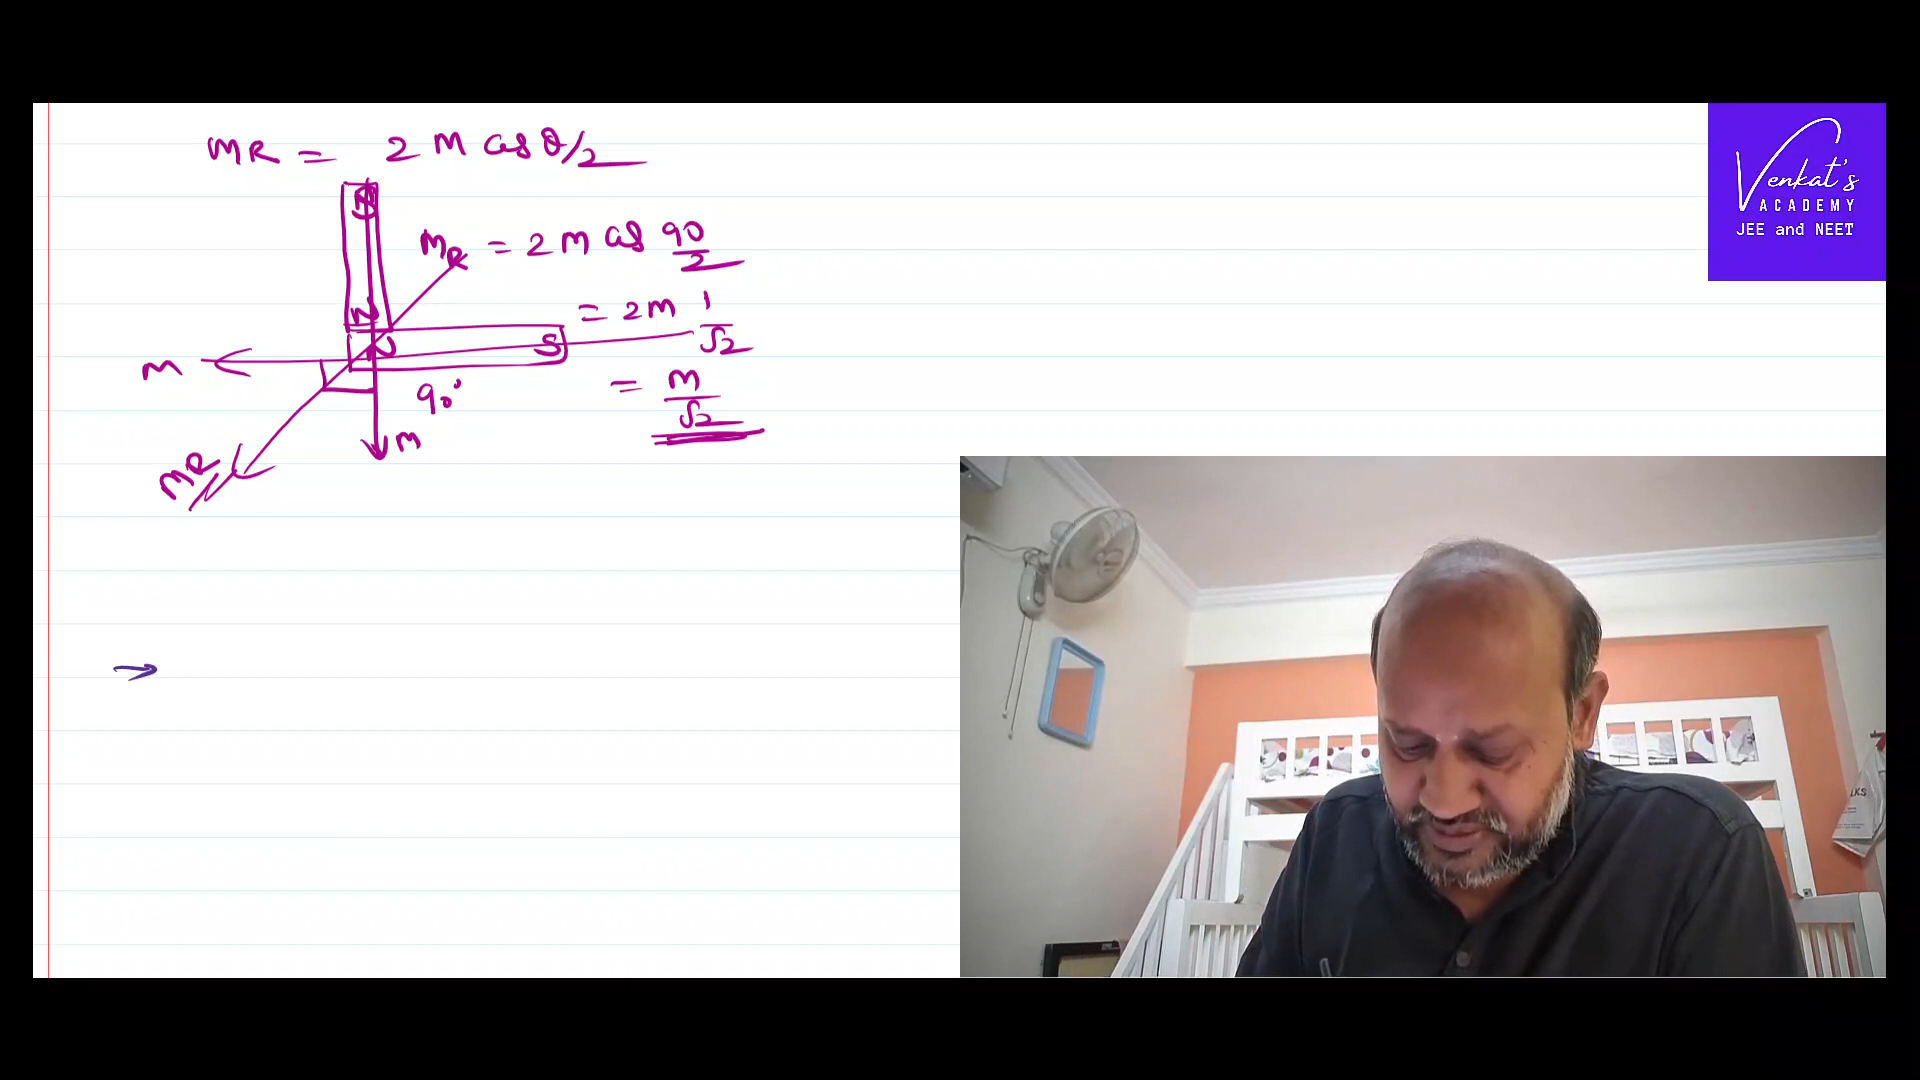 MR = 2 M cos θ/2
S
MR = 2 M cos 90/2
N
= 2 M 1/√2
N S
M
= M/√2
90°
M
MR
→
Venkat's
ACADEMY
JEE and NEET